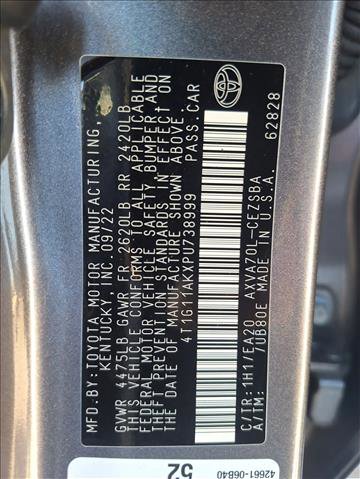 MFD.BY:TOYOTA MOTOR MANUFACTURING,
KENTUCKY, INC.09/22
GVWR 4475LB GAWR FR 2620LB RR 2420LB
THIS VEHICLE CONFORMS TO ALL APPLICABLE
FEDERAL MOTOR VEHICLE SAFETY, BUMPER, AND
THEFT PREVENTION STANDARDS IN EFFECT ON
THE DATE OF MANUFACTURE SHOWN ABOVE.
4T1G11AKXPU738999 PASS.CAR
C/TR:1H1/EA20 AXVA70L-CEZSBA
A/TM: /UB80E / MADE IN U.S.A.
62828
42661-06B40
52